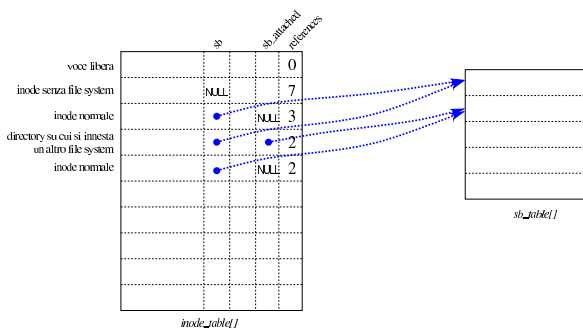 sb
sb_attached
references
voce libera
0
inode senza file system
NULL
7
inode normale
NULL
3
directory su cui si innesta
un altro file system
2
inode normale
NULL
2
inode_table[]
sb_table[]